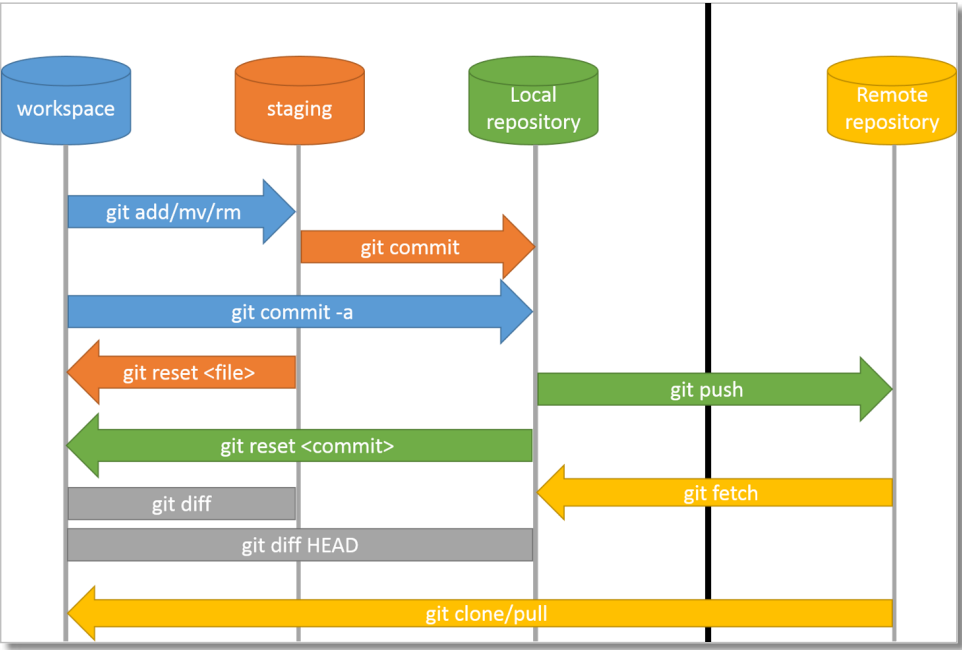 workspace
staging
Local
repository
Remote
repository
git add/mv/rm
git commit
git commit -a
git reset <file>
git push
git reset <commit>
git fetch
git diff
git diff HEAD
git clone/pull